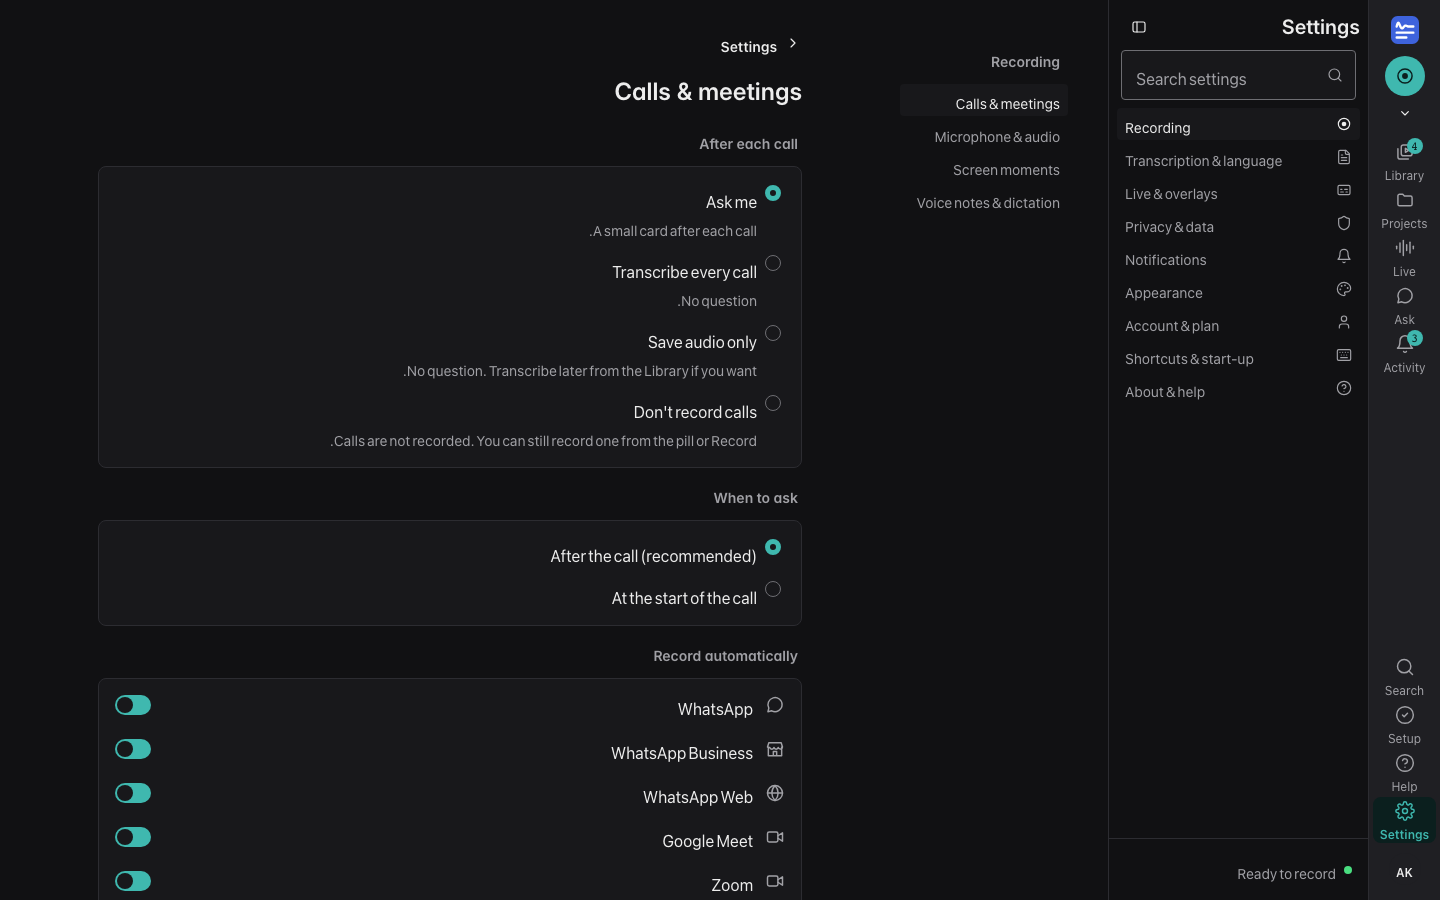 Settings
Search settings
Recording
Transcription & language
Live & overlays
Privacy & data
Notifications
Appearance
Account & plan
Shortcuts & start-up
About & help
Ready to record
4
Library
Projects
Live
Ask
3
Activity
Search
Setup
Help
Settings
AK
Recording
Calls & meetings
Microphone & audio
Screen moments
Voice notes & dictation
Settings
Calls & meetings
After each call
Ask me
.A small card after each call
Transcribe every call
.No question
Save audio only
.No question. Transcribe later from the Library if you want
Don't record calls
.Calls are not recorded. You can still record one from the pill or Record
When to ask
After the call (recommended)
At the start of the call
Record automatically
WhatsApp
WhatsApp Business
WhatsApp Web
Google Meet
Zoom